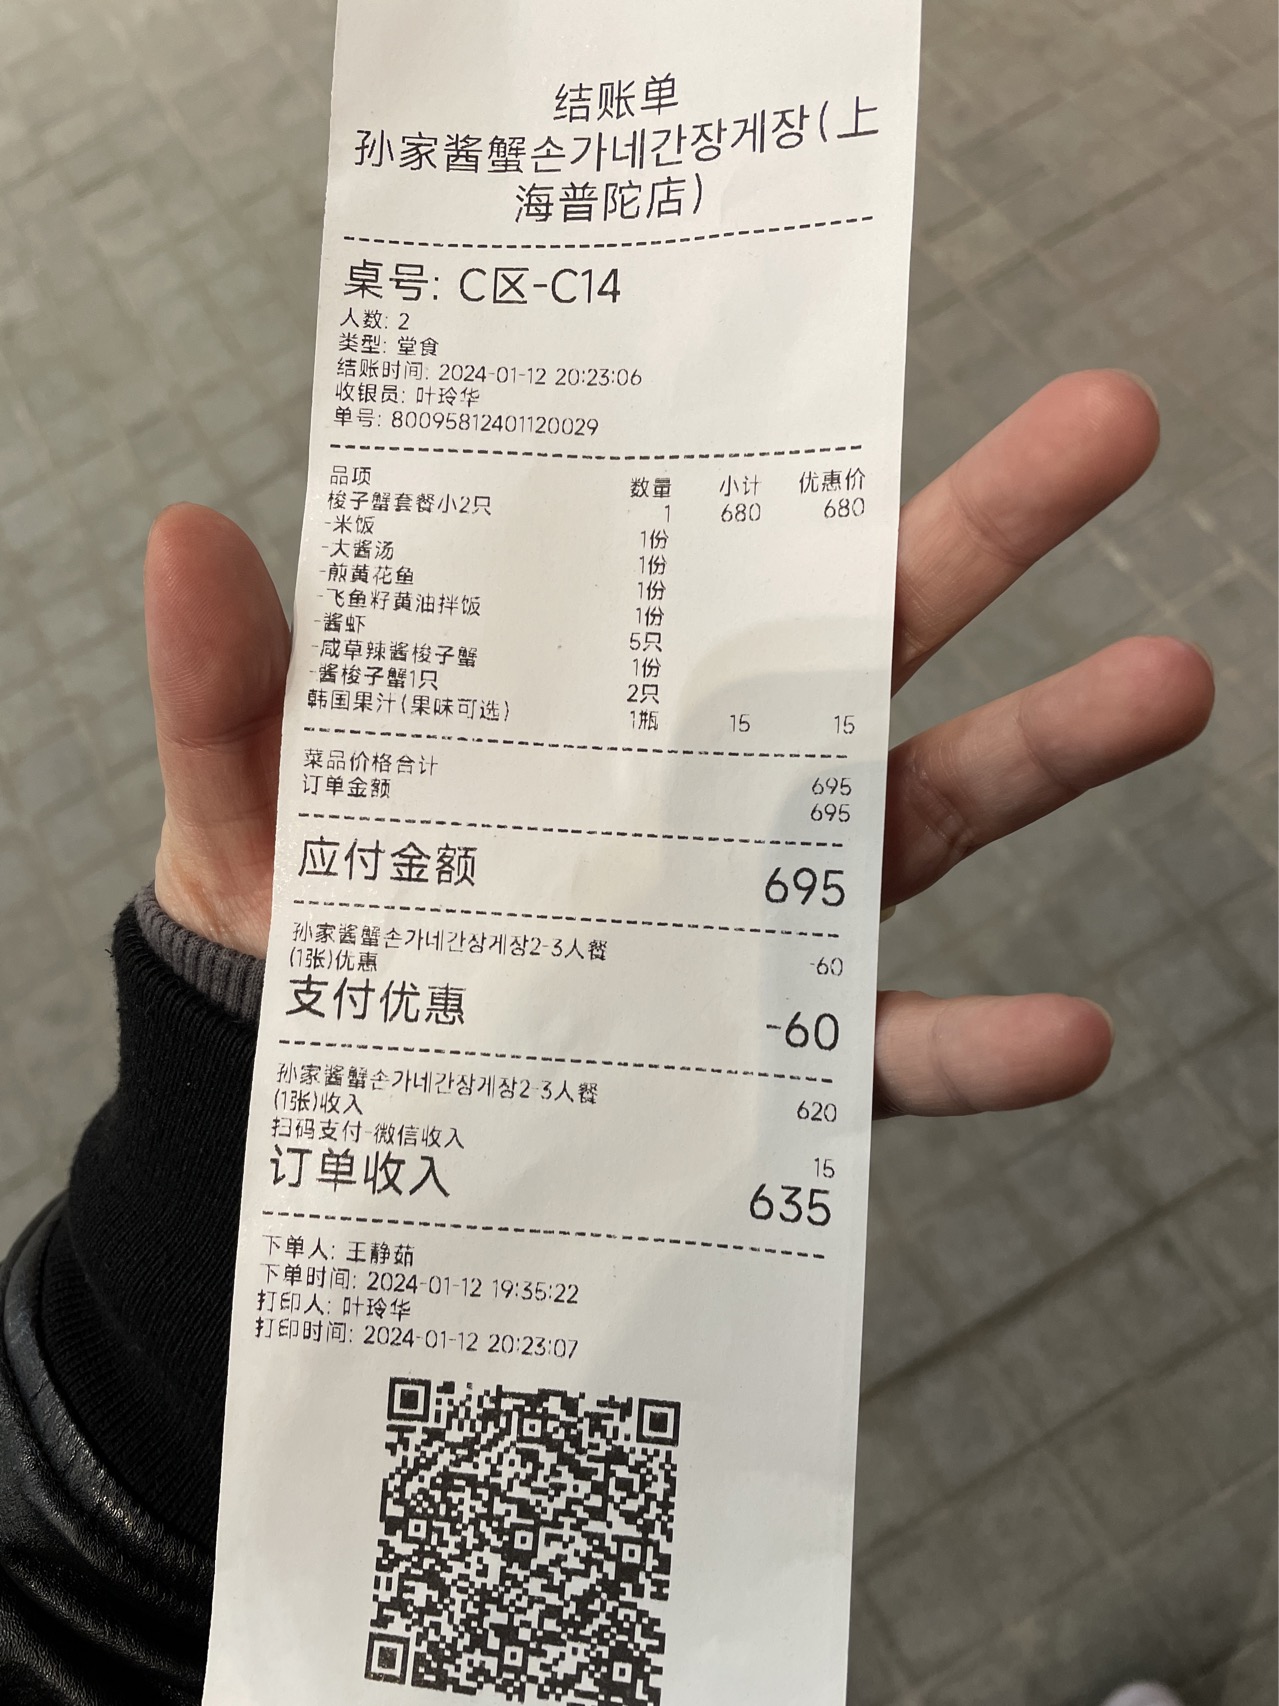 结账单
孙家酱蟹손가네간장게장(上
海普陀店)
桌号: C区-C14
人数: 2
类型: 堂食
结账时间: 2024-01-12 20:23:06
收银员: 叶玲华
单号: 80095812401120029
品项 数量 小计 优惠价
梭子蟹套餐小2只 1 680 680
-米饭 1份
-大酱汤 1份
-煎黄花鱼 1份
-飞鱼籽黄油拌饭 1份
-酱虾 5只
-咸草辣酱梭子蟹 1份
-酱梭子蟹1只 2只
韩国果汁(果味可选) 1瓶 15 15
菜品价格合计 695
订单金额 695
应付金额 695
孙家酱蟹손가네간장게장2-3人餐
(1张)优惠 -60
支付优惠 -60
孙家酱蟹손가네간장게장2-3人餐
(1张)收入 620
扫码支付-微信收入 15
订单收入 635
下单人: 王静茹
下单时间: 2024-01-12 19:35:22
打印人: 叶玲华
打印时间: 2024-01-12 20:23:07